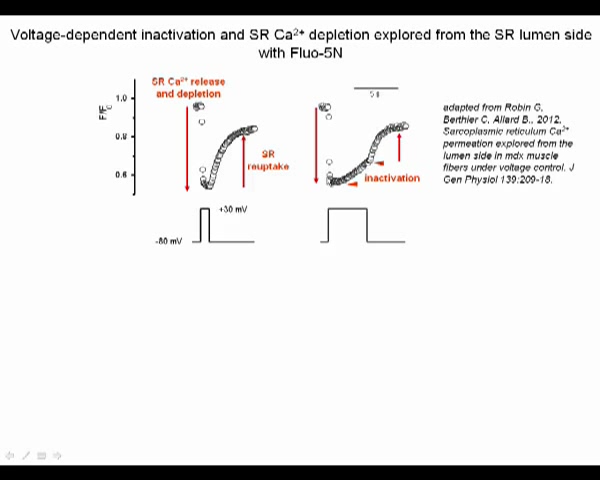 Voltage-dependent inactivation and SR Ca²⁺ depletion explored from the SR lumen side
with Fluo-5N
SR Ca²⁺ release
and depletion
F/F₀
1.0
0.8
0.6
SR
reuptake
5 s
inactivation
adapted from Robin G,
Berthier C, Allard B., 2012,
Sarcoplasmic reticulum Ca²⁺
permeation explored from the
lumen side in mdx muscle
fibers under voltage control. J
Gen Physiol 139:209-18.
+30 mV
-80 mV